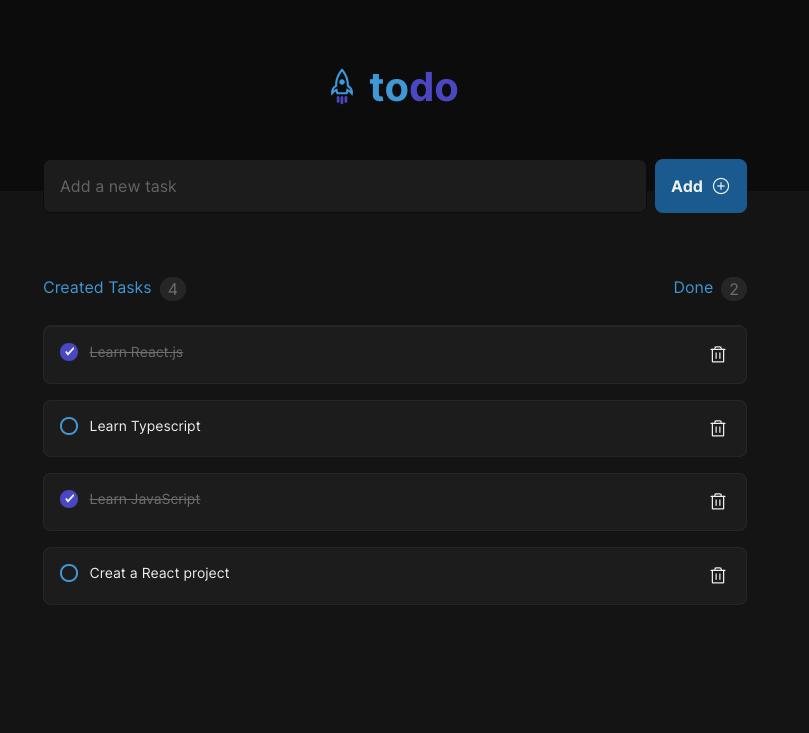 todo
Add a new task
Add
Created Tasks 4
Done 2
Learn React.js
Learn Typescript
Learn JavaScript
Creat a React project